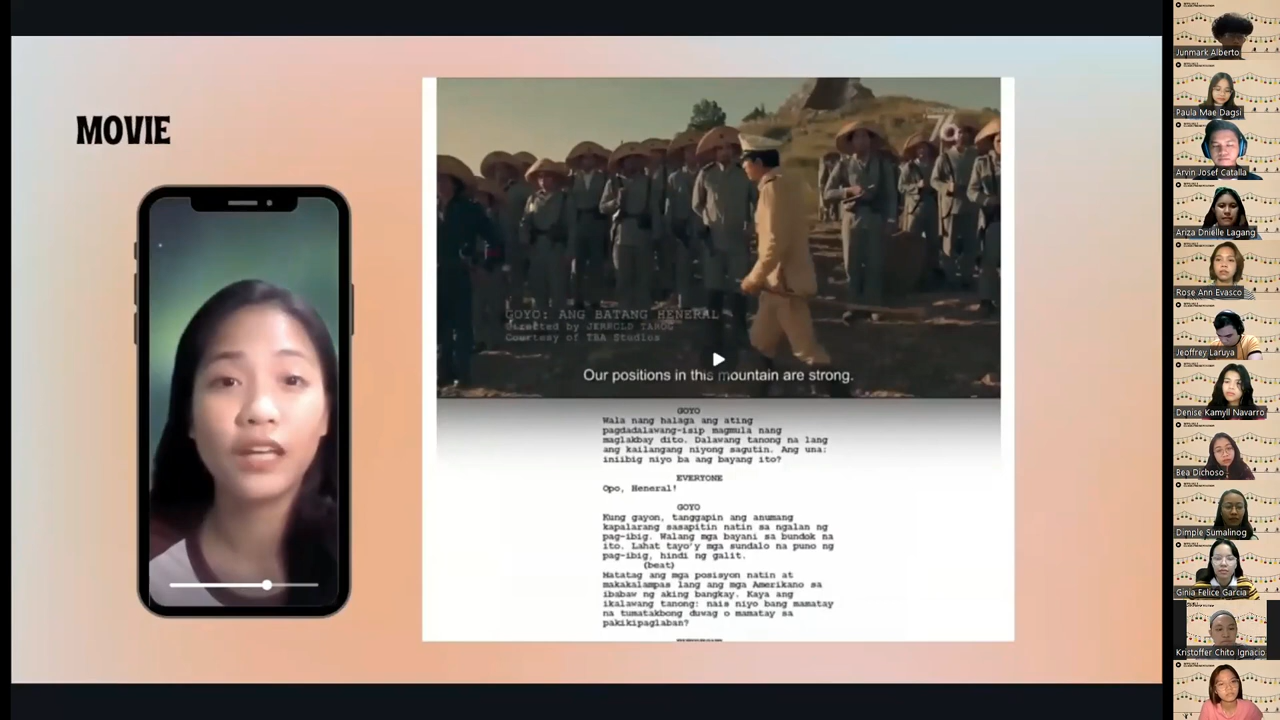 MOVIE
GOYO: ANG BATANG HENERAL
Directed by JERROLD TAROG
Courtesy of TBA Studios
Our positions in this mountain are strong.
GOYO
Wala nang halaga ang ating
pagdadalawang-isip magmula nang
maglakbay dito. Dalawang tanong na lang
ang kailangang niyong sagutin. Ang una:
iniibig niyo ba ang bayang ito?
EVERYONE
Opo, Heneral!
GOYO
Kung gayon, tanggapin ang anumang
kapalarang sasapitin natin sa ngalan ng
pag-ibig. Walang mga bayani sa bundok na
ito. Lahat tayo'y mga sundalo na puno ng
pag-ibig, hindi ng galit.
(beat)
Matatag ang mga posisyon natin at
makakalampas lang ang mga Amerikano sa
ibabaw ng aking bangkay. Kaya ang
ikalawang tanong: nais niyo bang mamatay
na tumatakbong duwag o mamatay sa
pakikipaglaban?
Junmark Alberto
Paula Mae Dagsi
Arvin Josef Catalla
Ariza Dnielle Lagang
Rose Ann Evasco
Jeoffrey Laruya
Denise Kamyll Navarro
Bea Dichoso
Dimple Sumalinog
Ginia Felice Garcia
Kristoffer Chito Ignacio